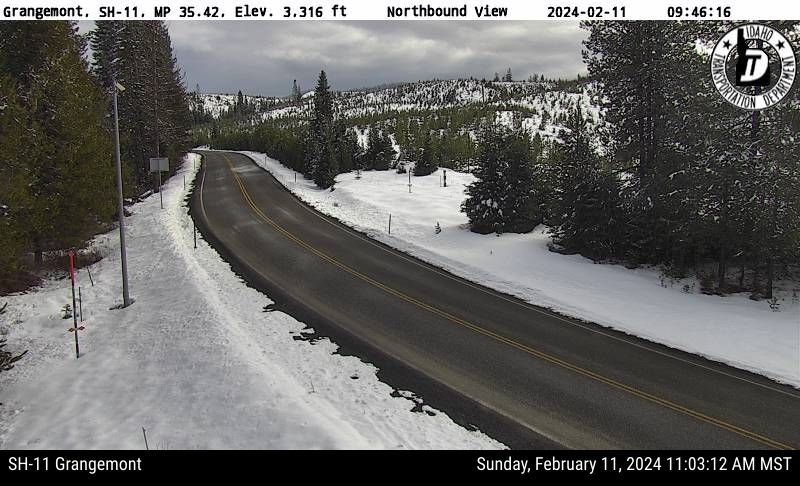 Grangemont, SH-11, MP 35.42, Elev. 3,316 ft Northbound View 2024-02-11 09:46:16
IDAHO
TRANSPORTATION DEPARTMENT
SH-11 Grangemont Sunday, February 11, 2024 11:03:12 AM MST